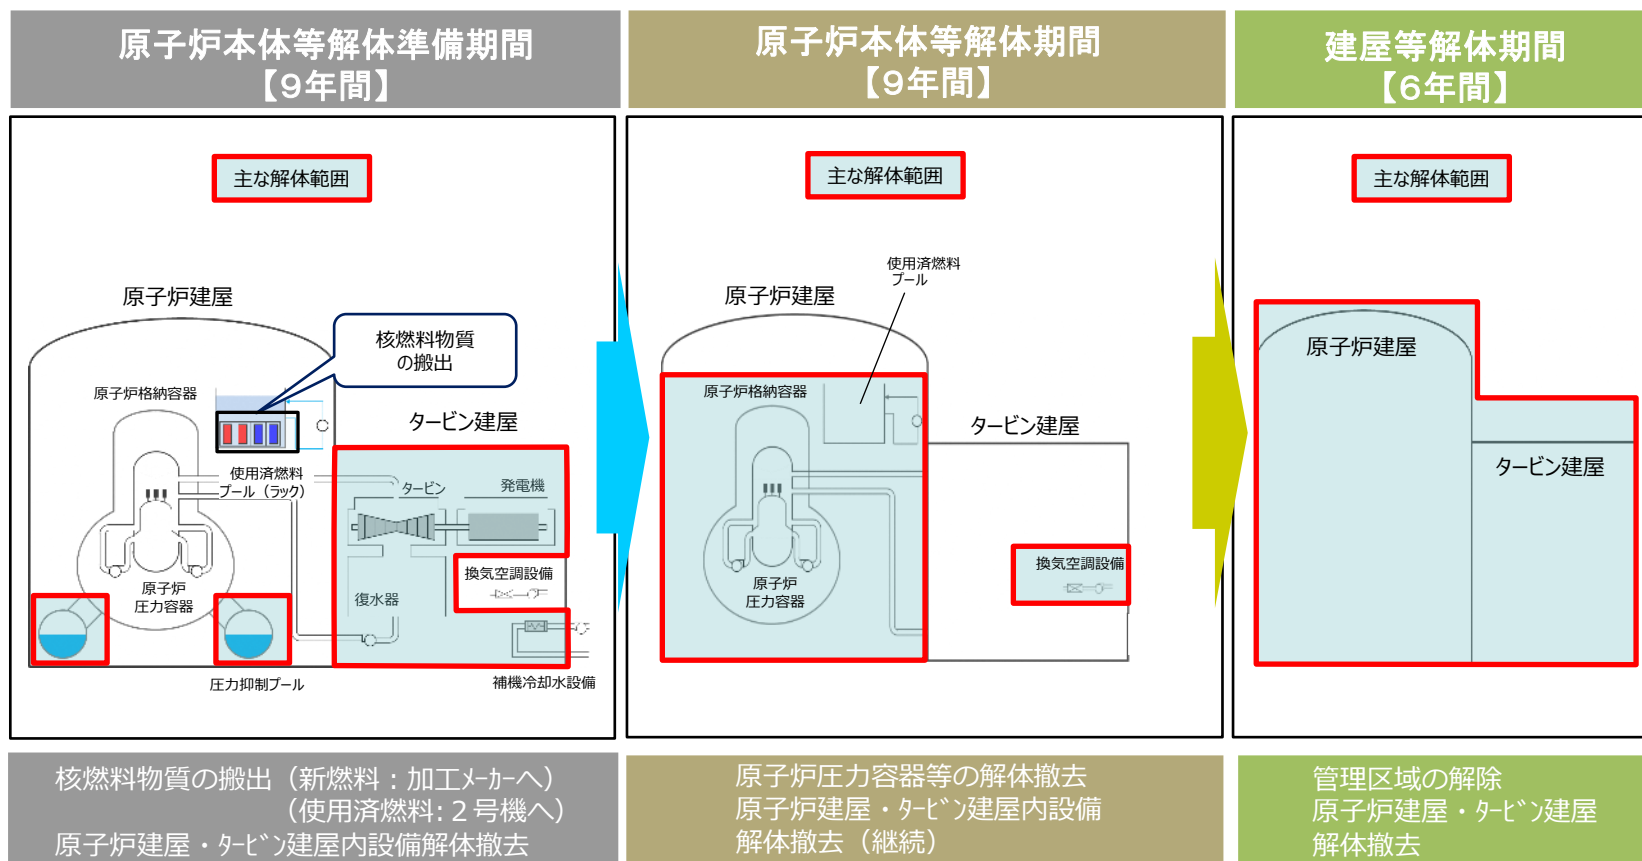 原子炉本体等解体準備期間
【9年間】
主な解体範囲
原子炉建屋
核燃料物質
の搬出
原子炉格納容器
タービン建屋
使用済燃料
プール（ラック）
タービン
発電機
換気空調設備
原子炉
圧力容器
復水器
圧力抑制プール
補機冷却水設備
核燃料物質の搬出（新燃料：加工ﾒｰｶｰへ）
（使用済燃料：２号機へ）
原子炉建屋・ﾀｰﾋﾞﾝ建屋内設備解体撤去
原子炉本体等解体期間
【9年間】
主な解体範囲
使用済燃料
プール
原子炉建屋
原子炉格納容器
タービン建屋
換気空調設備
原子炉
圧力容器
原子炉圧力容器等の解体撤去
原子炉建屋・ﾀｰﾋﾞﾝ建屋内設備
解体撤去（継続）
建屋等解体期間
【6年間】
主な解体範囲
原子炉建屋
タービン建屋
管理区域の解除
原子炉建屋・ﾀｰﾋﾞﾝ建屋
解体撤去